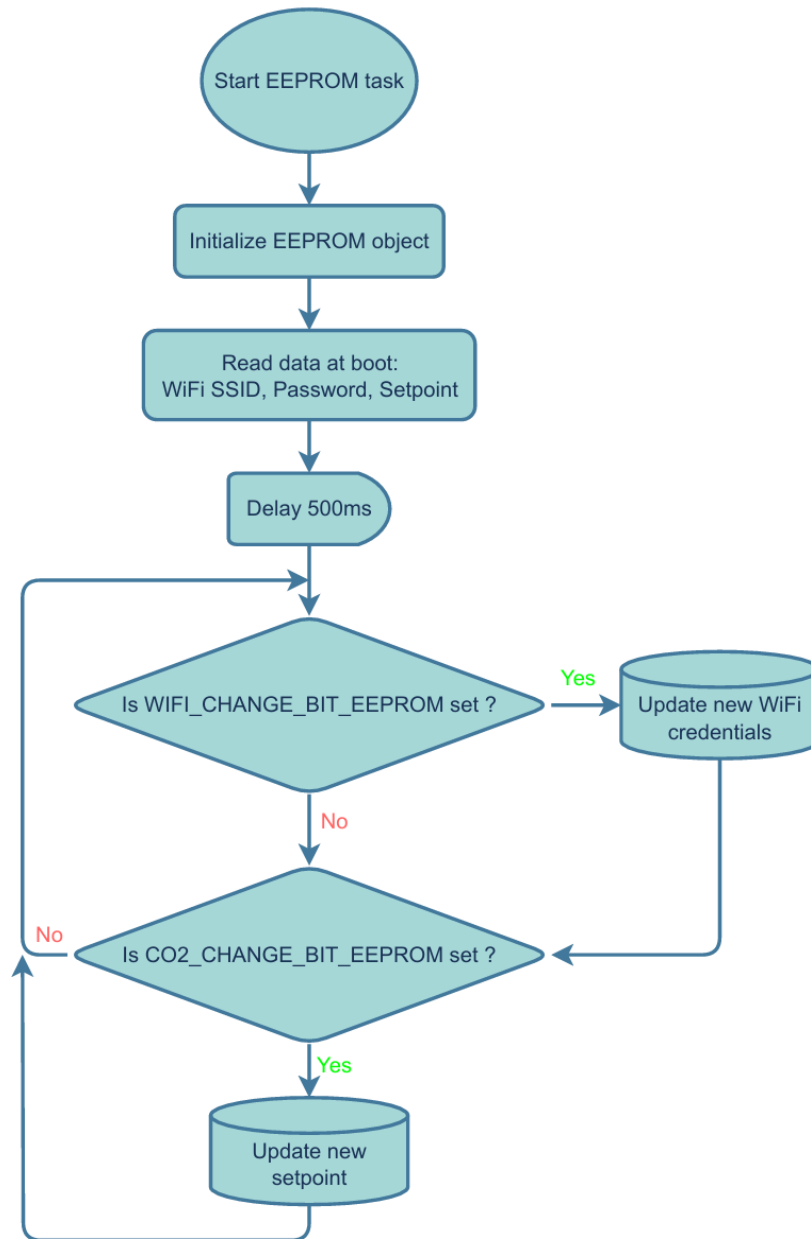 Start EEPROM task
Initialize EEPROM object
Read data at boot:
WiFi SSID, Password, Setpoint
Delay 500ms
Is WIFI_CHANGE_BIT_EEPROM set ?
Yes
Update new WiFi
credentials
No
Is CO2_CHANGE_BIT_EEPROM set ?
No
Yes
Update new
setpoint